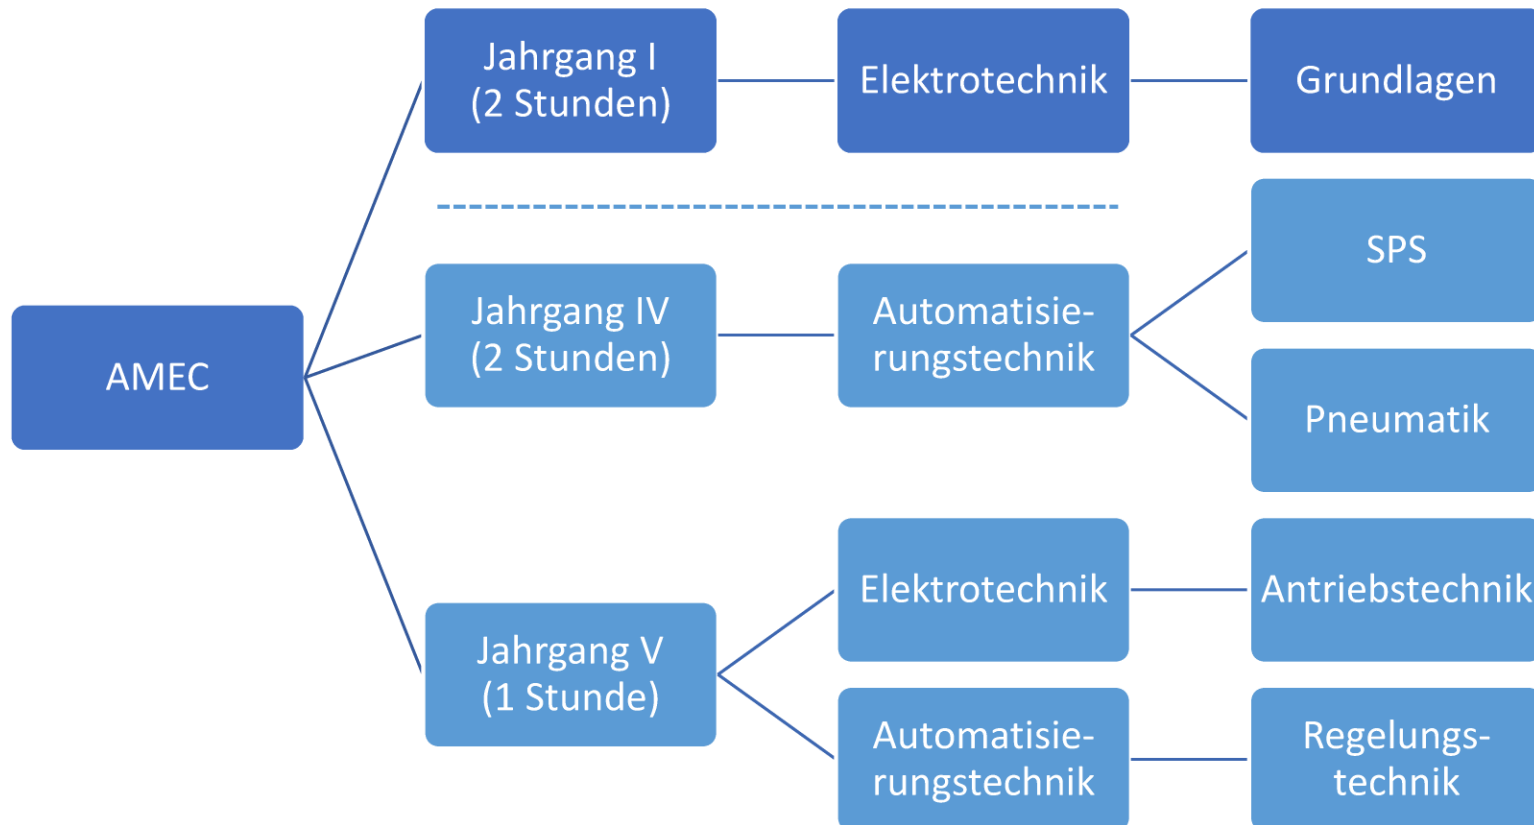 Jahrgang I
(2 Stunden)
Elektrotechnik
Grundlagen
SPS
Jahrgang IV
(2 Stunden)
Automatisie-
rungstechnik
AMEC
Pneumatik
Elektrotechnik
Antriebstechnik
Jahrgang V
(1 Stunde)
Automatisie-
rungstechnik
Regelungs-
technik